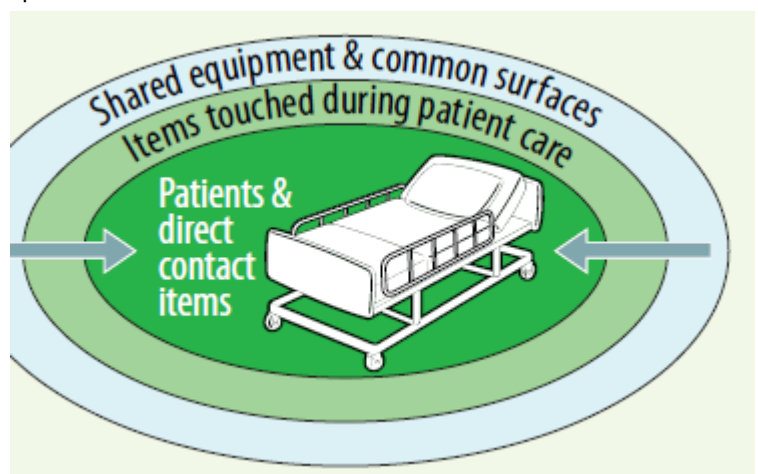 Shared equipment & common surfaces
Items touched during patient care
Patients &
direct
contact
items